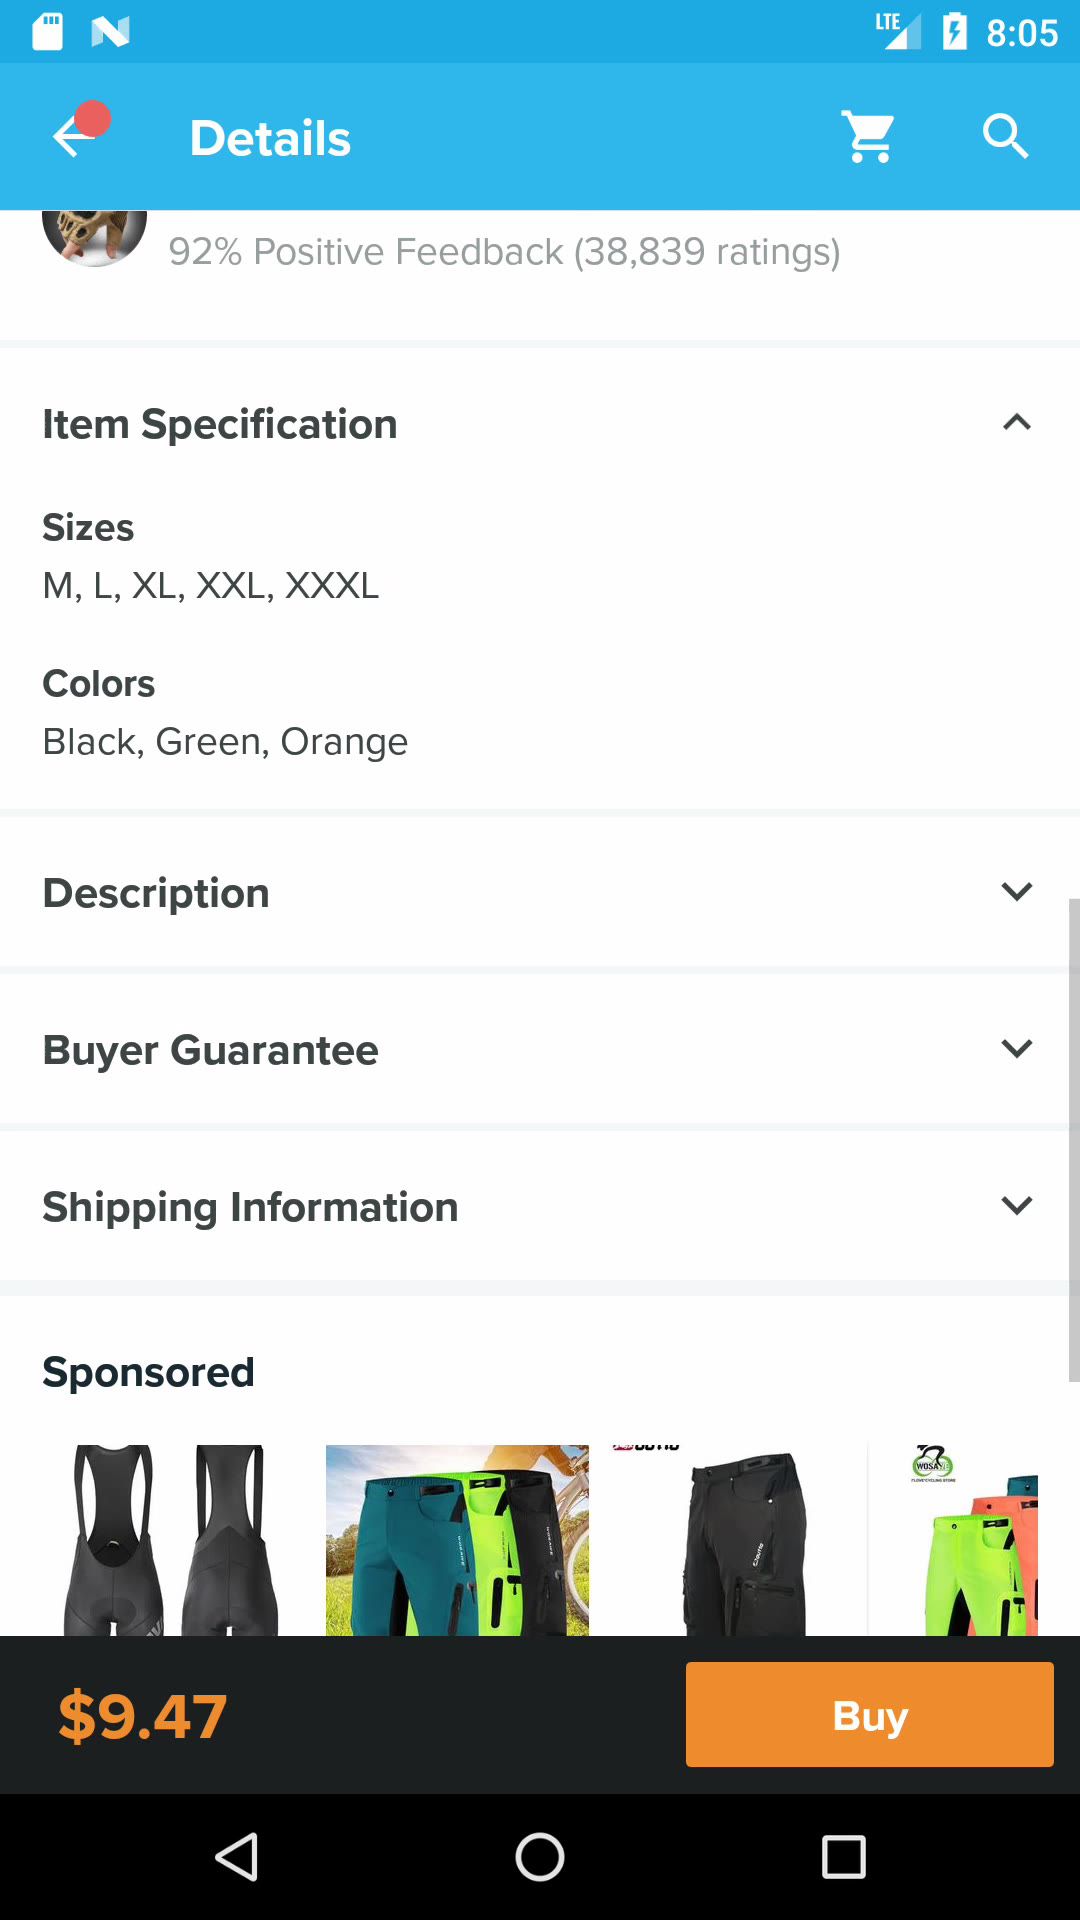 LTE 8:05
Details
92% Positive Feedback (38,839 ratings)
Item Specification
Sizes
M, L, XL, XXL, XXXL
Colors
Black, Green, Orange
Description
Buyer Guarantee
Shipping Information
Sponsored
WOSAWE
$9.47
Buy